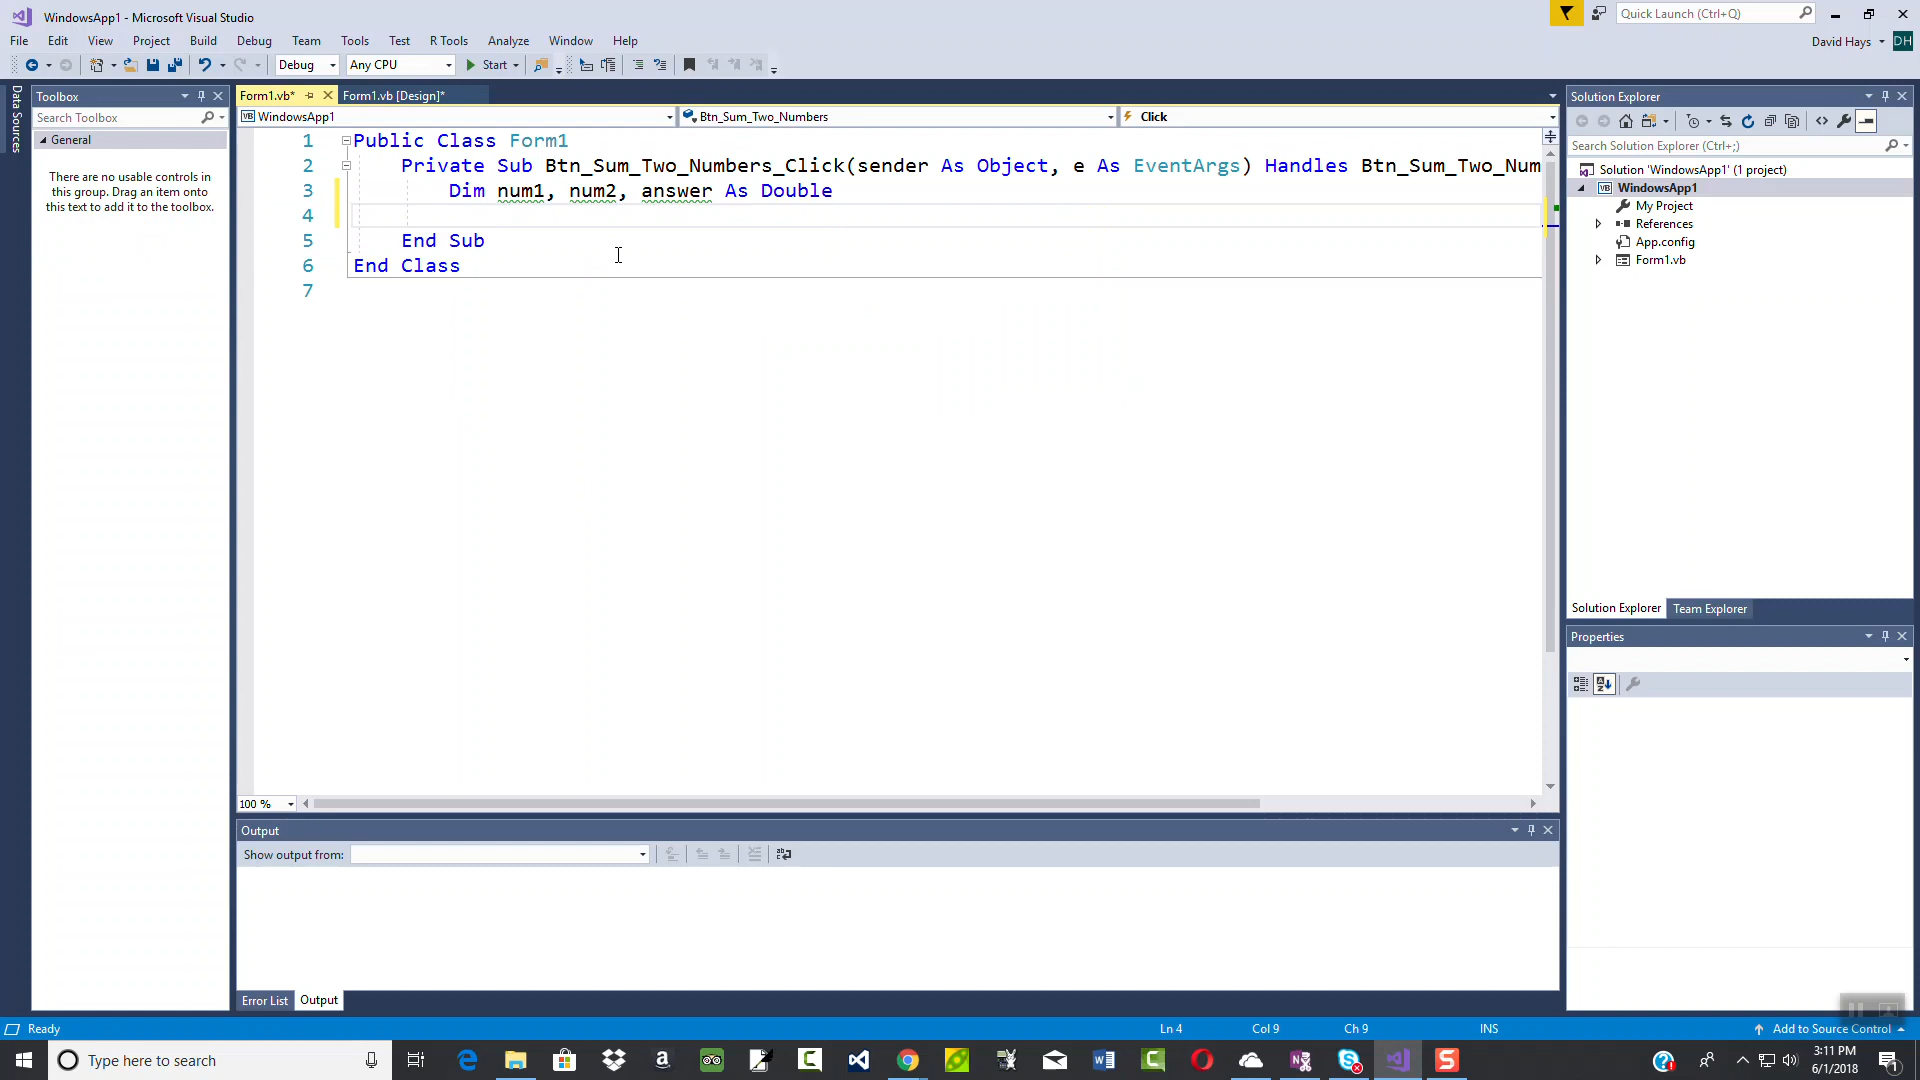 WindowsApp1 - Microsoft Visual Studio
Quick Launch (Ctrl+Q)
File Edit View Project Build Debug Team Tools Test R Tools Analyze Window Help
David Hays DH
Debug Any CPU Start
Data Sources
Toolbox
Search Toolbox
General
There are no usable controls in
this group. Drag an item onto
this text to add it to the toolbox.
Form1.vb* Form1.vb [Design]*
VB WindowsApp1 Btn_Sum_Two_Numbers Click
1 Public Class Form1
2 Private Sub Btn_Sum_Two_Numbers_Click(sender As Object, e As EventArgs) Handles Btn_Sum_Two_Num
3 Dim num1, num2, answer As Double
4
5 End Sub
6 End Class
7
100 %
Output
Show output from:
Error List Output
Solution Explorer
Search Solution Explorer (Ctrl+;)
Solution 'WindowsApp1' (1 project)
VB WindowsApp1
My Project
References
App.config
Form1.vb
Solution Explorer Team Explorer
Properties
Ready Ln 4 Col 9 Ch 9 INS Add to Source Control
Type here to search
3:11 PM
6/1/2018